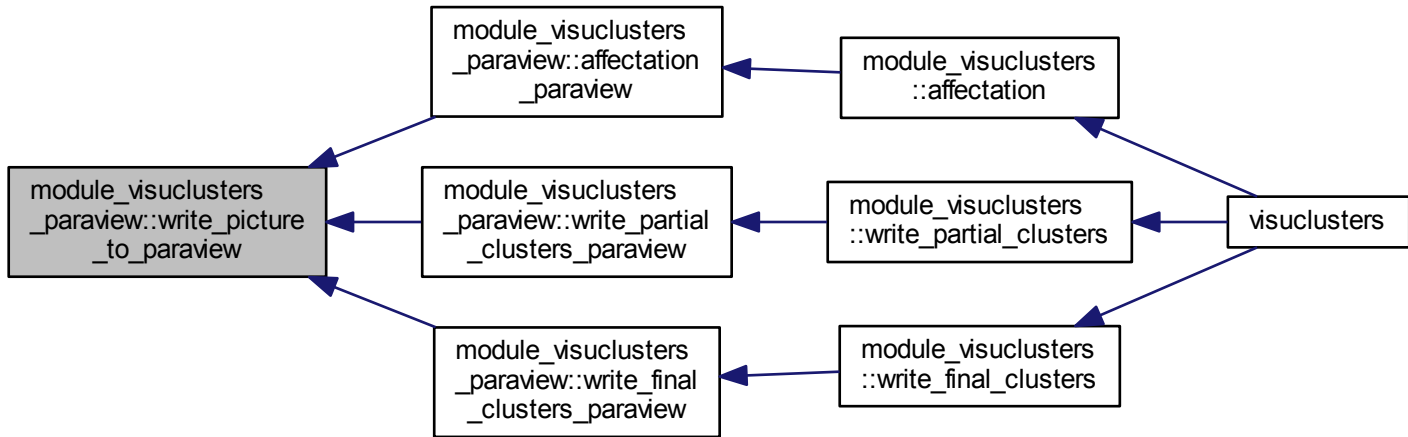 module_visuclusters
_paraview::write_picture
_to_paraview
module_visuclusters
_paraview::affectation
_paraview
module_visuclusters
_paraview::write_partial
_clusters_paraview
module_visuclusters
_paraview::write_final
_clusters_paraview
module_visuclusters
::affectation
module_visuclusters
::write_partial_clusters
module_visuclusters
::write_final_clusters
visuclusters